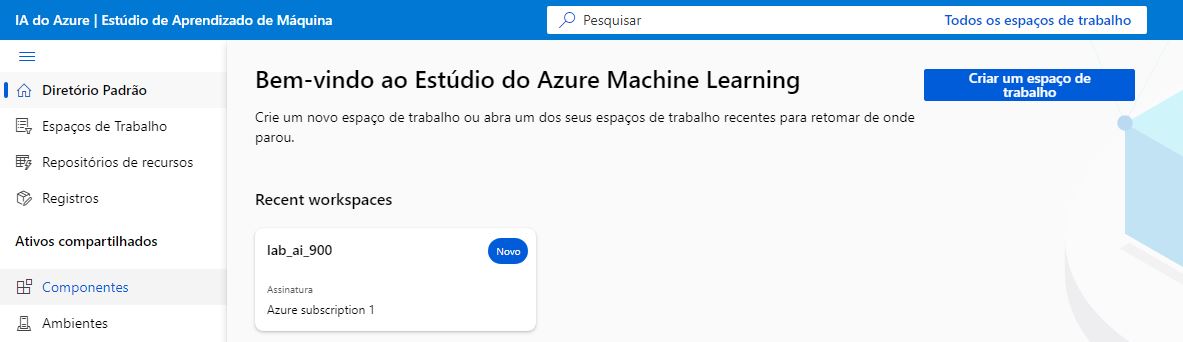 IA do Azure | Estúdio de Aprendizado de Máquina
Pesquisar
Todos os espaços de trabalho
Diretório Padrão
Espaços de Trabalho
Repositórios de recursos
Registros
Ativos compartilhados
Componentes
Ambientes
Bem-vindo ao Estúdio do Azure Machine Learning
Crie um novo espaço de trabalho ou abra um dos seus espaços de trabalho recentes para retomar de onde
parou.
Criar um espaço de
trabalho
Recent workspaces
lab_ai_900
Novo
Assinatura
Azure subscription 1